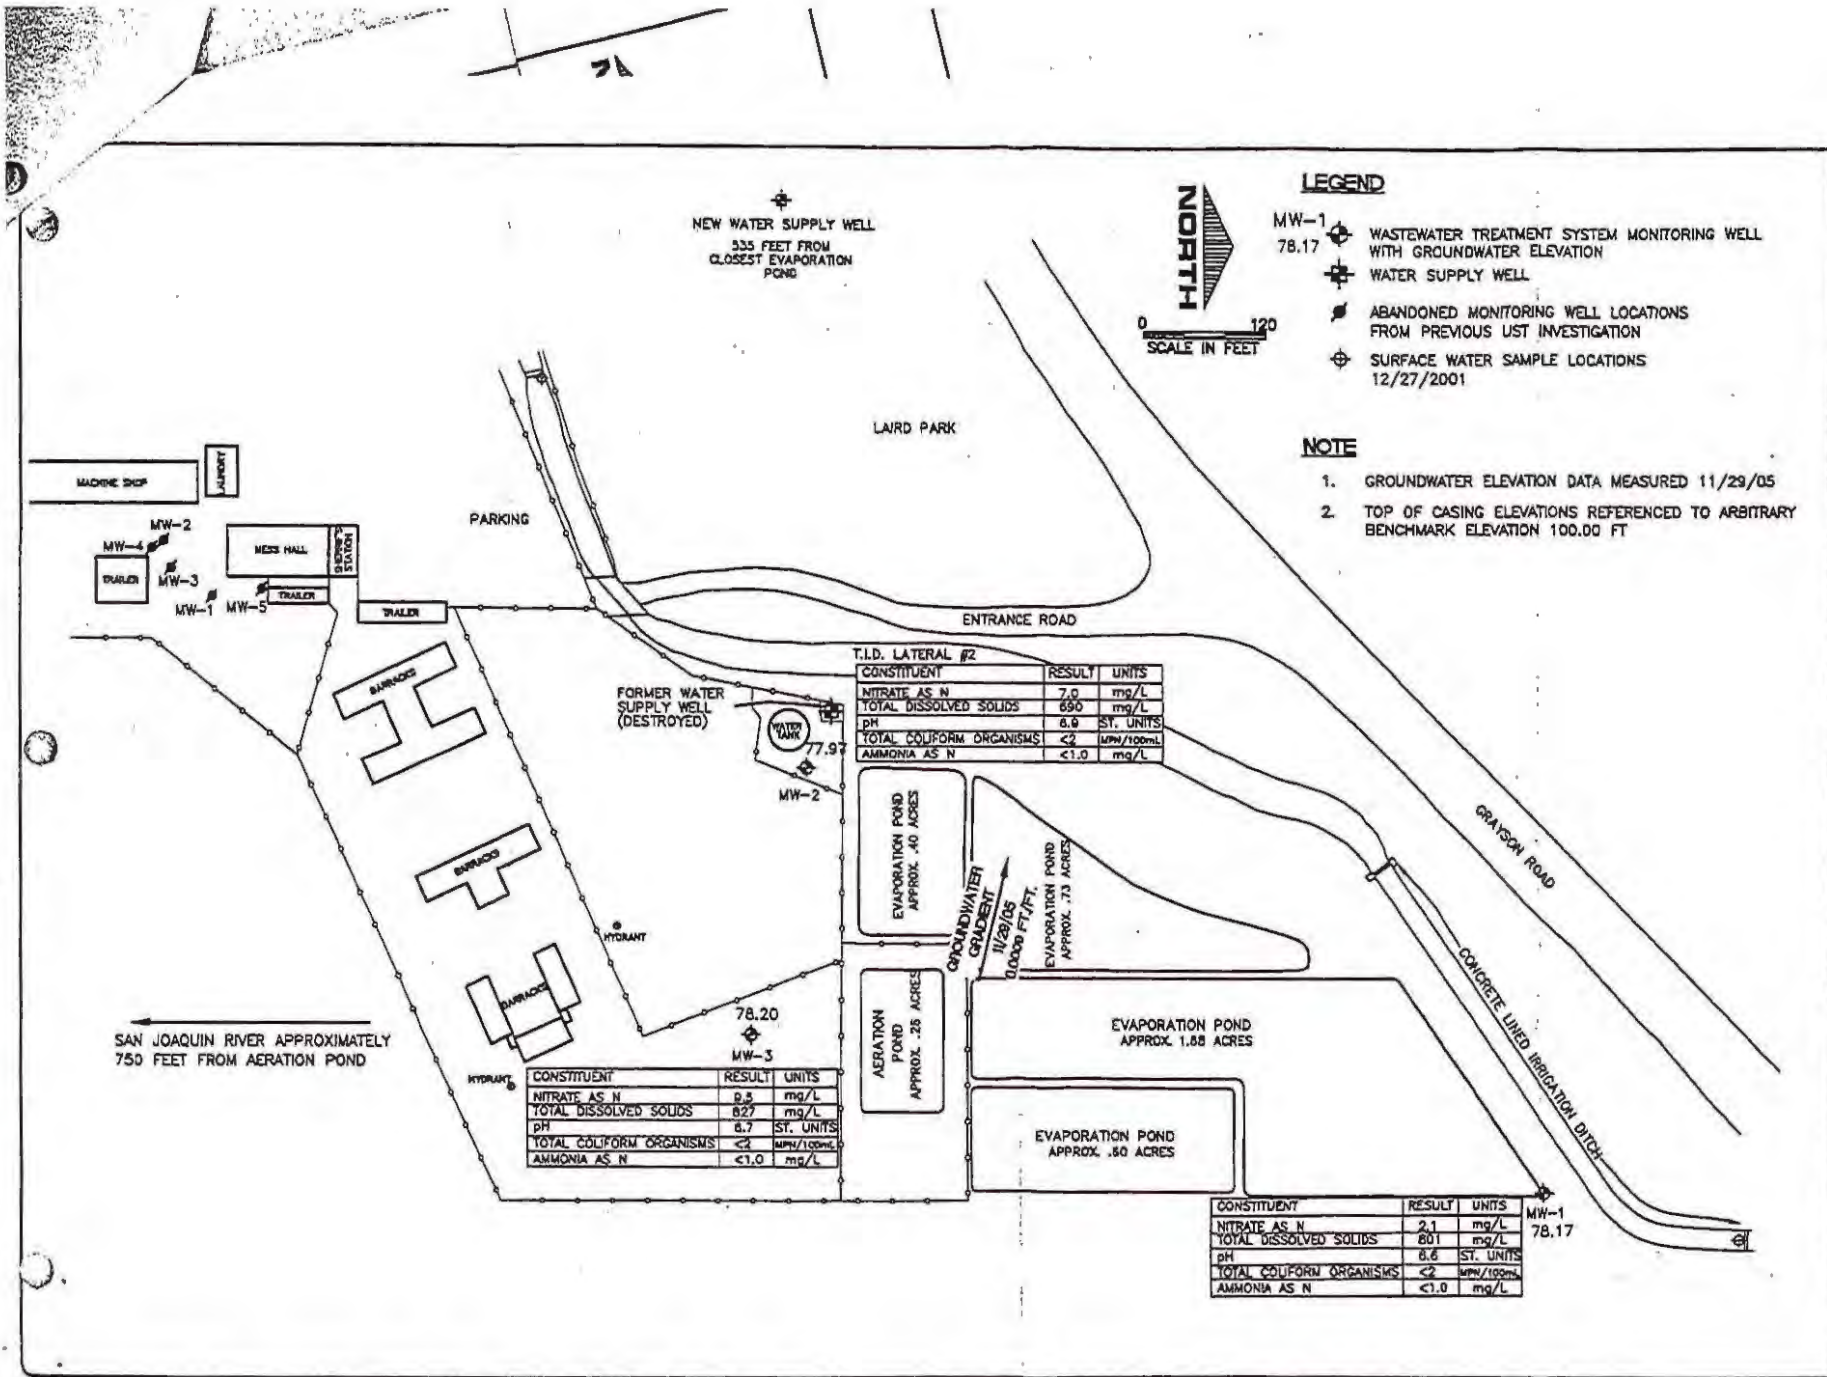 NEW WATER SUPPLY WELL
535 FEET FROM
CLOSEST EVAPORATION
POND
NORTH
0 120
SCALE IN FEET
LEGEND
MW-1
78.17
WASTEWATER TREATMENT SYSTEM MONITORING WELL
WITH GROUNDWATER ELEVATION
WATER SUPPLY WELL
ABANDONED MONITORING WELL LOCATIONS
FROM PREVIOUS UST INVESTIGATION
SURFACE WATER SAMPLE LOCATIONS
12/27/2001
NOTE
1. GROUNDWATER ELEVATION DATA MEASURED 11/29/05
2. TOP OF CASING ELEVATIONS REFERENCED TO ARBITRARY
BENCHMARK ELEVATION 100.00 FT
LAIRD PARK
PARKING
MACHINE SHOP
LAUNDRY
MW-2
MW-4
MW-3
MW-1
MW-5
TRAILER
MESS HALL
STATION
TRAILER
TRAILER
ENTRANCE ROAD
GRAYSON ROAD
CONCRETE LINED IRRIGATION DITCH
BARRACKS
BARRACKS
BARRACKS
HYDRANT
HYDRANT
FORMER WATER
SUPPLY WELL
(DESTROYED)
WATER
TANK
77.97
MW-2
T.I.D. LATERAL #2
CONSTITUENT RESULT UNITS
NITRATE AS N 7.0 mg/L
TOTAL DISSOLVED SOLIDS 690 mg/L
pH 6.9 ST. UNITS
TOTAL COLIFORM ORGANISMS <2 MPN/100mL
AMMONIA AS N <1.0 mg/L
EVAPORATION POND
APPROX. .40 ACRES
GROUNDWATER
GRADIENT
11/29/05
0.0000 FT./FT.
EVAPORATION POND
APPROX. .73 ACRES
AERATION
POND
APPROX. .25 ACRES
EVAPORATION POND
APPROX. 1.88 ACRES
EVAPORATION POND
APPROX. .60 ACRES
SAN JOAQUIN RIVER APPROXIMATELY
750 FEET FROM AERATION POND
78.20
MW-3
CONSTITUENT RESULT UNITS
NITRATE AS N 0.5 mg/L
TOTAL DISSOLVED SOLIDS 827 mg/L
pH 6.7 ST. UNITS
TOTAL COLIFORM ORGANISMS <2 MPN/100mL
AMMONIA AS N <1.0 mg/L
CONSTITUENT RESULT UNITS
NITRATE AS N 2.1 mg/L
TOTAL DISSOLVED SOLIDS 801 mg/L
pH 6.6 ST. UNITS
TOTAL COLIFORM ORGANISMS <2 MPN/100mL
AMMONIA AS N <1.0 mg/L
MW-1
78.17